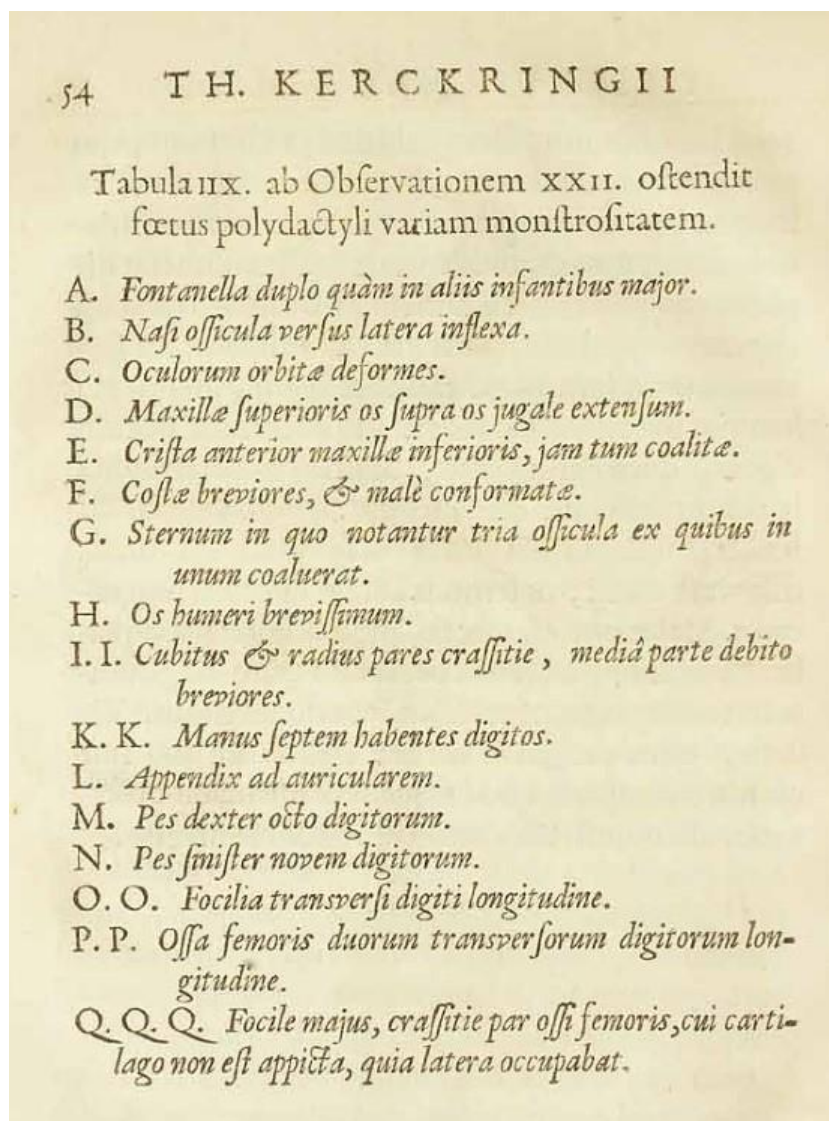 54 TH. KERCKRINGII
Tabula IIX. ab Obſervationem XXII. oſtendit
fœtus polydactyli variam monſtroſitatem.
A. Fontanella duplo quàm in aliis infantibus major.
B. Naſi oſſicula verſus latera inflexa.
C. Oculorum orbitæ deformes.
D. Maxillæ ſuperioris os ſupra os jugale extenſum.
E. Criſta anterior maxillæ inferioris, jam tum coalitæ.
F. Coſtæ breviores, & malè conformatæ.
G. Sternum in quo notantur tria oſſicula ex quibus in
unum coaluerat.
H. Os humeri breviſſimum.
I. I. Cubitus & radius pares craſſitie, mediâ parte debito
breviores.
K. K. Manus ſeptem habentes digitos.
L. Appendix ad auricularem.
M. Pes dexter octo digitorum.
N. Pes ſiniſter novem digitorum.
O. O. Focilia tranſverſi digiti longitudine.
P. P. Oſſa femoris duorum tranſverſorum digitorum lon-
gitudine.
Q. Q. Q. Focile majus, craſſitie par oſſi femoris, cui carti-
lago non eſt appicta, quia latera occupabat.